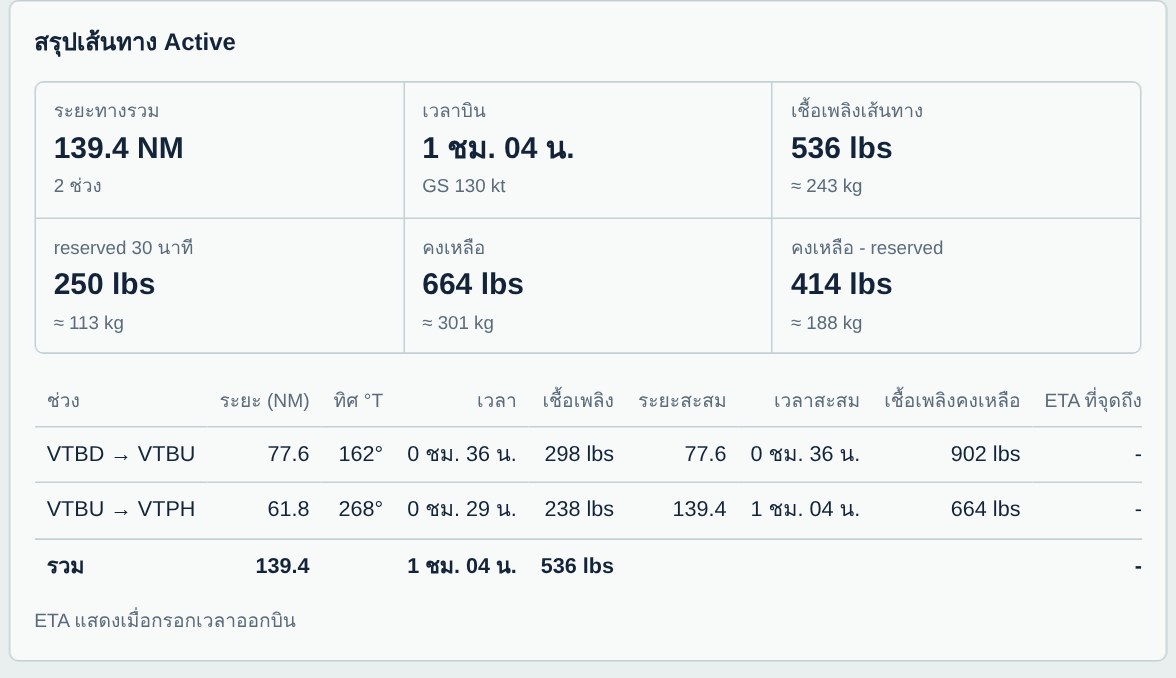 สรุปเส้นทาง Active
ระยะทางรวม
139.4 NM
2 ช่วง
เวลาบิน
1 ชม. 04 น.
GS 130 kt
เชื้อเพลิงเส้นทาง
536 lbs
≈ 243 kg
reserved 30 นาที
250 lbs
≈ 113 kg
คงเหลือ
664 lbs
≈ 301 kg
คงเหลือ - reserved
414 lbs
≈ 188 kg
ช่วง ระยะ (NM) ทิศ °T เวลา เชื้อเพลิง ระยะสะสม เวลาสะสม เชื้อเพลิงคงเหลือ ETA ที่จุดถึง
VTBD → VTBU 77.6 162° 0 ชม. 36 น. 298 lbs 77.6 0 ชม. 36 น. 902 lbs -
VTBU → VTPH 61.8 268° 0 ชม. 29 น. 238 lbs 139.4 1 ชม. 04 น. 664 lbs -
รวม 139.4 1 ชม. 04 น. 536 lbs -
ETA แสดงเมื่อกรอกเวลาออกบิน